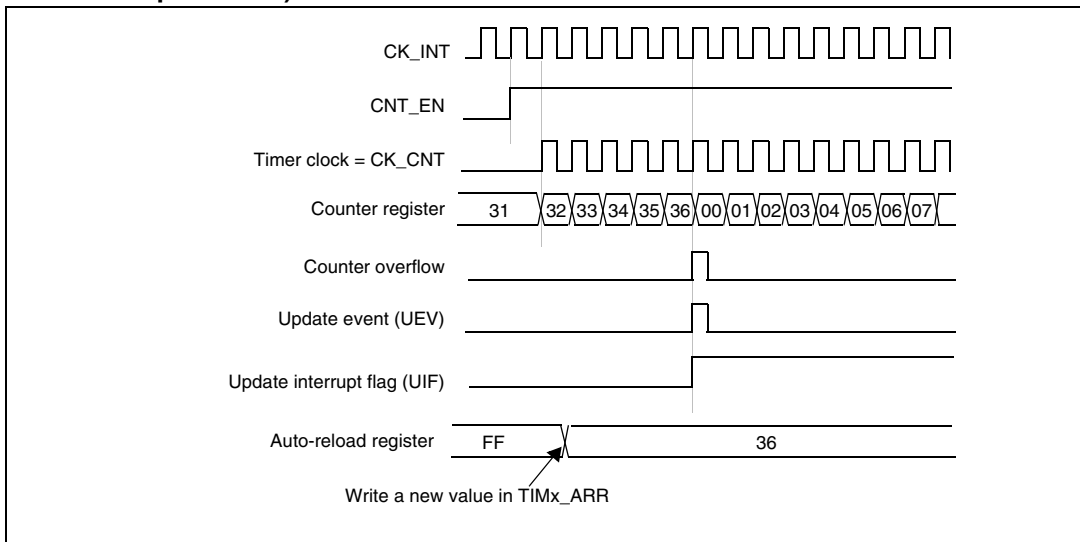 CK_INT
CNT_EN
Timer clock = CK_CNT
Counter register 31 32 33 34 35 36 00 01 02 03 04 05 06 07
Counter overflow
Update event (UEV)
Update interrupt flag (UIF)
Auto-reload register FF 36
Write a new value in TIMx_ARR